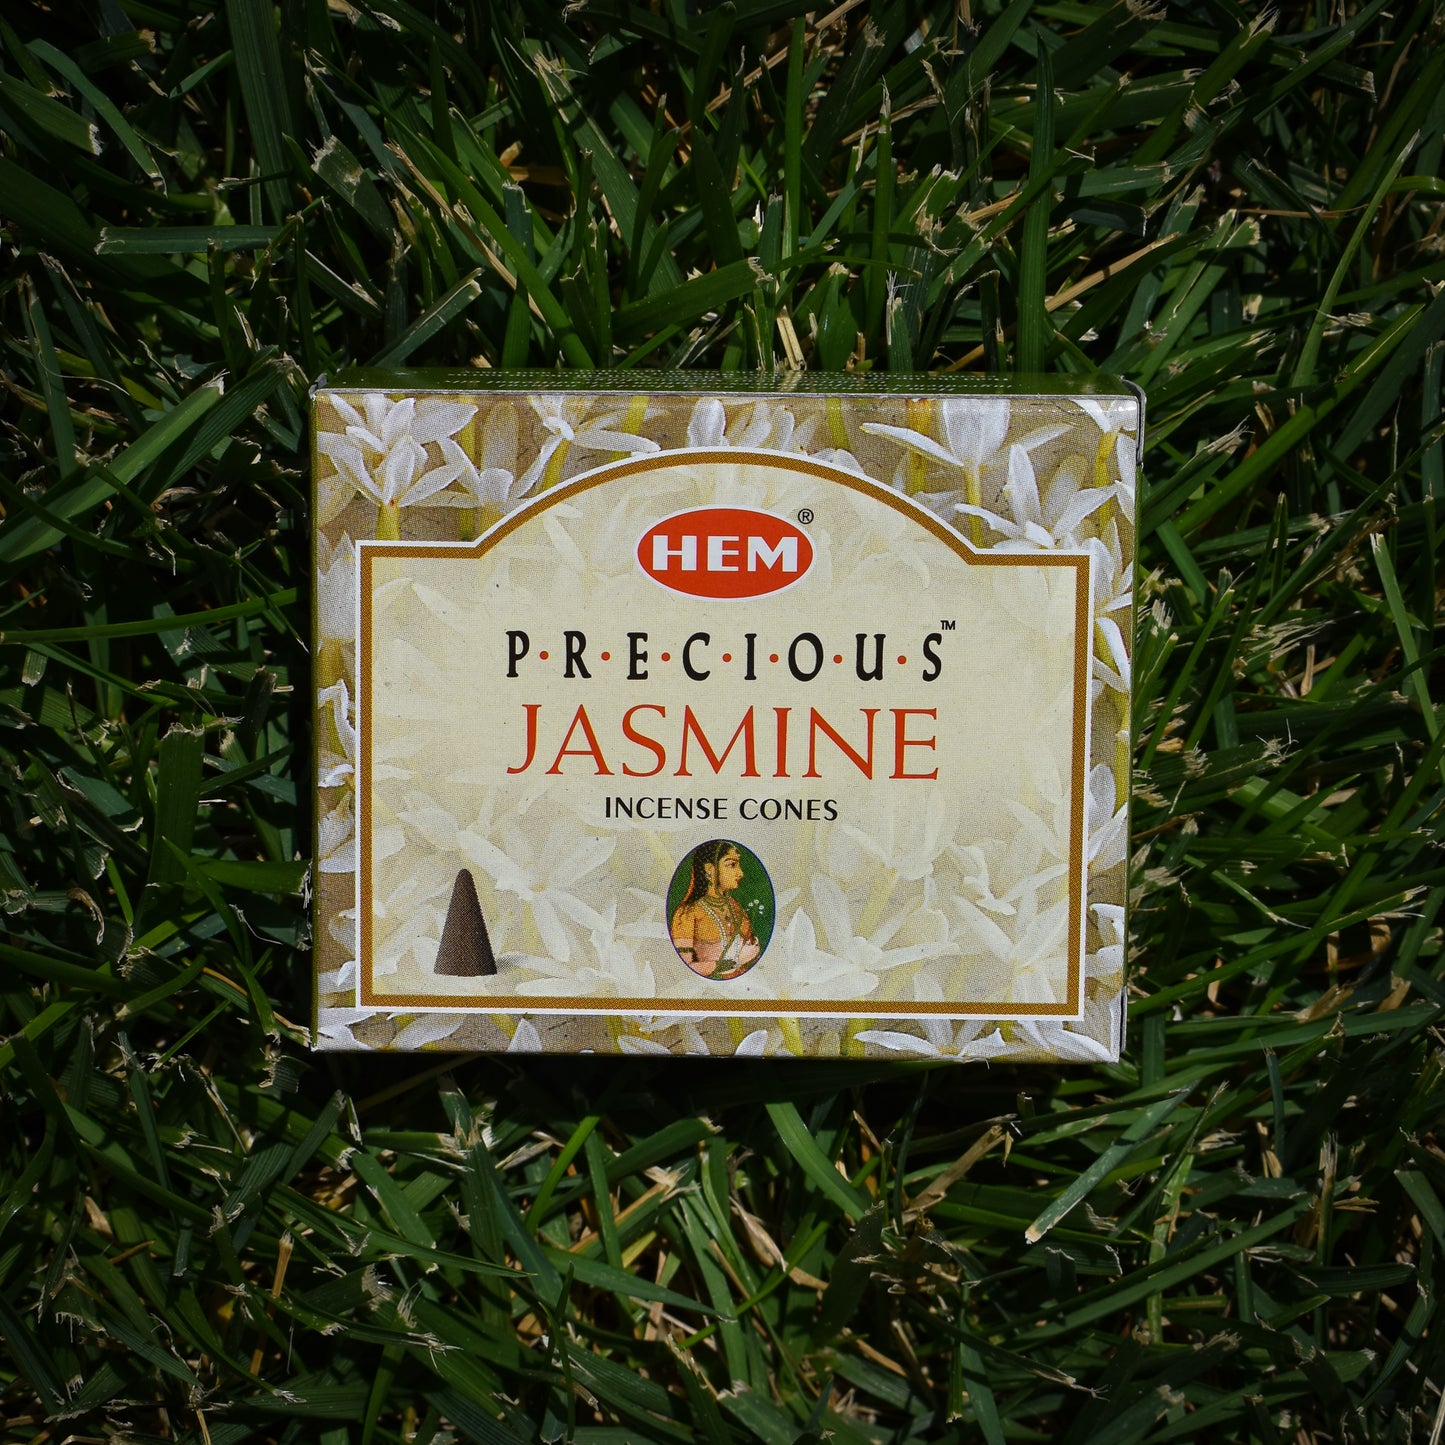 HEM®
P·R·E·C·I·O·U·S™
JASMINE
INCENSE CONES